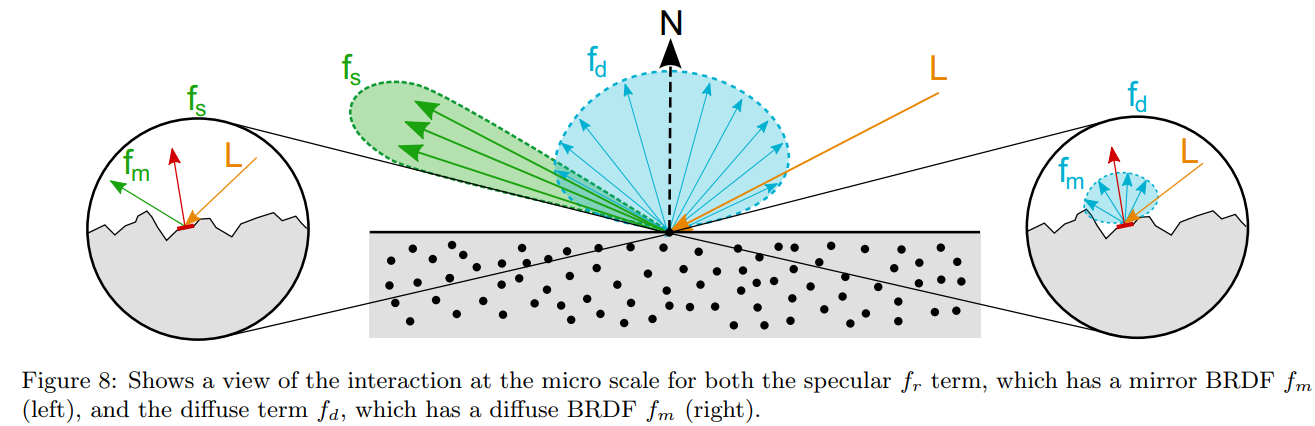 N
f_s
f_d
L
f_s
f_d
f_m
L
f_m
L
Figure 8: Shows a view of the interaction at the micro scale for both the specular f_r term, which has a mirror BRDF f_m
(left), and the diffuse term f_d, which has a diffuse BRDF f_m (right).